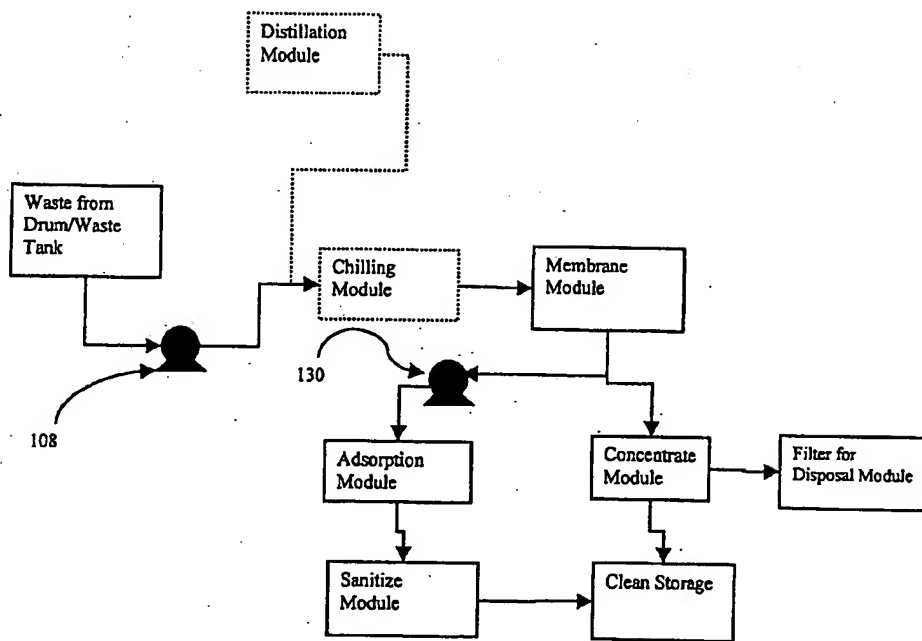 Distillation
Module
Waste from
Drum/Waste
Tank
Chilling
Module
Membrane
Module
130
108
Adsorption
Module
Concentrate
Module
Filter for
Disposal Module
Sanitize
Module
Clean Storage